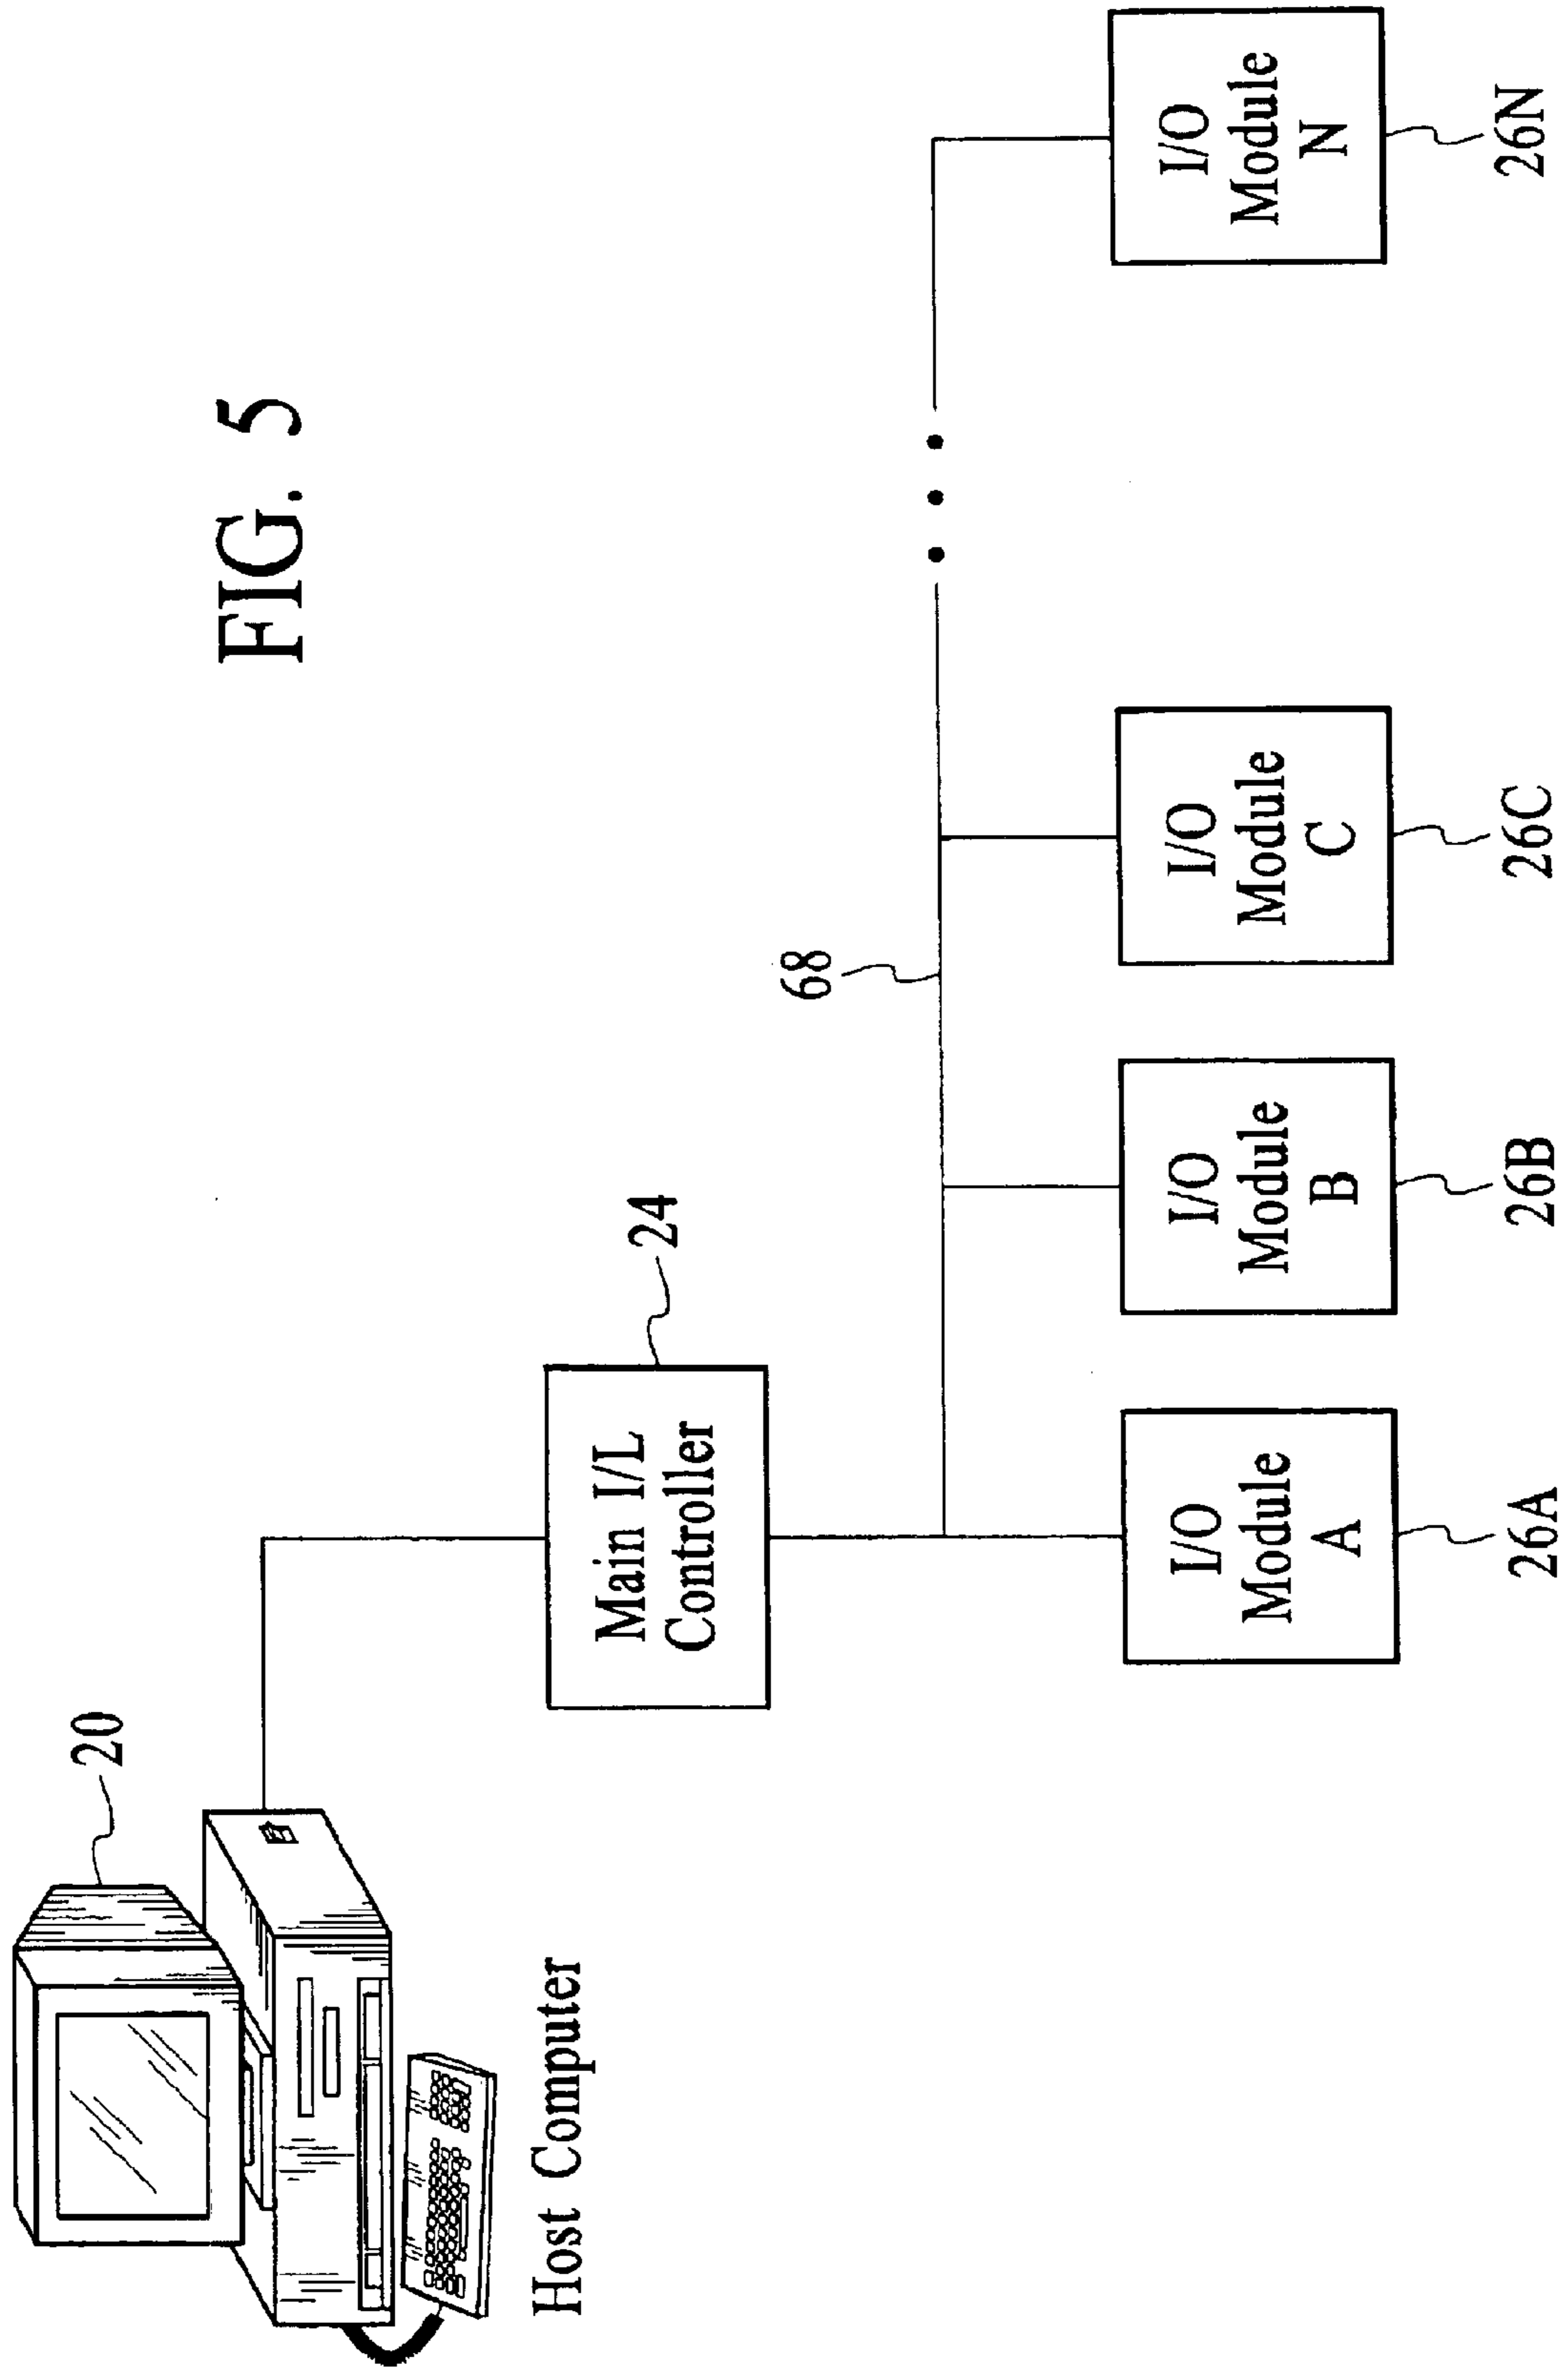 FIG. 5
20
Host Computer
24
Main I/L
Controller
68
I/O
Module
A
26A
I/O
Module
B
26B
I/O
Module
C
26C
I/O
Module
N
26N